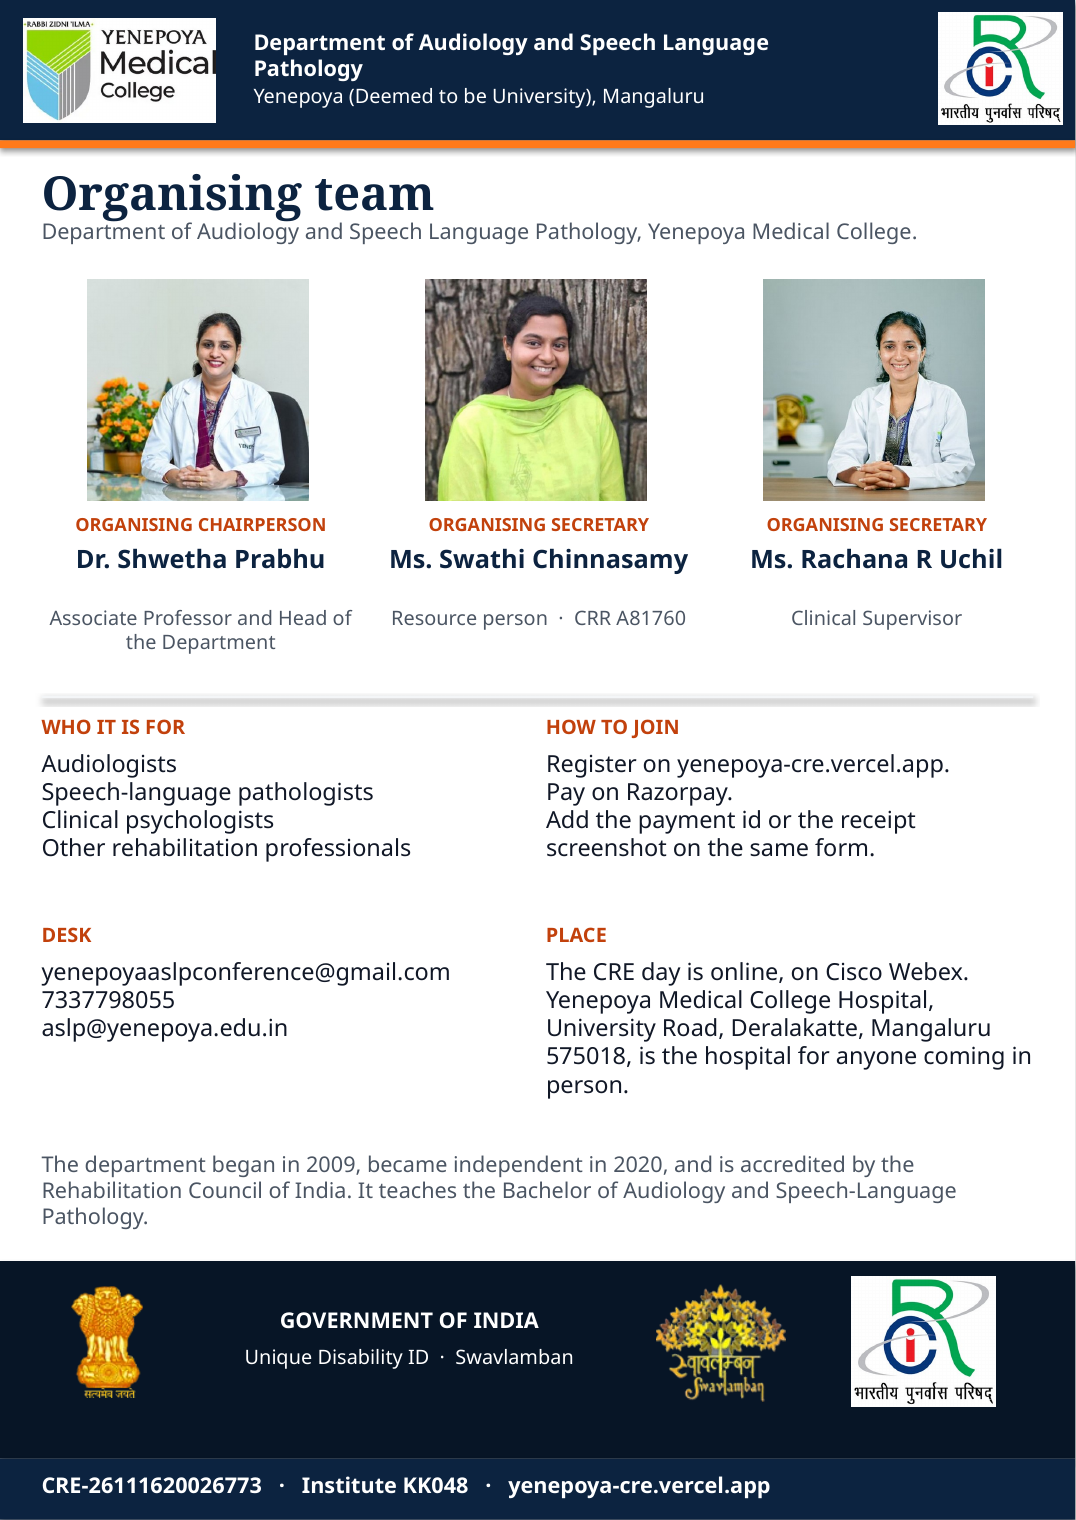 ·RABBI ZIDNI 'ILMA·
YENEPOYA
Medical
College
Department of Audiology and Speech Language
Pathology
Yenepoya (Deemed to be University), Mangaluru
RCi
भारतीय पुनर्वास परिषद्
Organising team
Department of Audiology and Speech Language Pathology, Yenepoya Medical College.
ORGANISING CHAIRPERSON
Dr. Shwetha Prabhu
Associate Professor and Head of
the Department
ORGANISING SECRETARY
Ms. Swathi Chinnasamy
Resource person · CRR A81760
ORGANISING SECRETARY
Ms. Rachana R Uchil
Clinical Supervisor
WHO IT IS FOR
Audiologists
Speech-language pathologists
Clinical psychologists
Other rehabilitation professionals
HOW TO JOIN
Register on yenepoya-cre.vercel.app.
Pay on Razorpay.
Add the payment id or the receipt
screenshot on the same form.
DESK
yenepoyaaslpconference@gmail.com
7337798055
aslp@yenepoya.edu.in
PLACE
The CRE day is online, on Cisco Webex.
Yenepoya Medical College Hospital,
University Road, Deralakatte, Mangaluru
575018, is the hospital for anyone coming in
person.
The department began in 2009, became independent in 2020, and is accredited by the
Rehabilitation Council of India. It teaches the Bachelor of Audiology and Speech-Language
Pathology.
सत्यमेव जयते
GOVERNMENT OF INDIA
Unique Disability ID · Swavlamban
स्वावलम्बन
Swavlamban
RCi
भारतीय पुनर्वास परिषद्
CRE-26111620026773 · Institute KK048 · yenepoya-cre.vercel.app